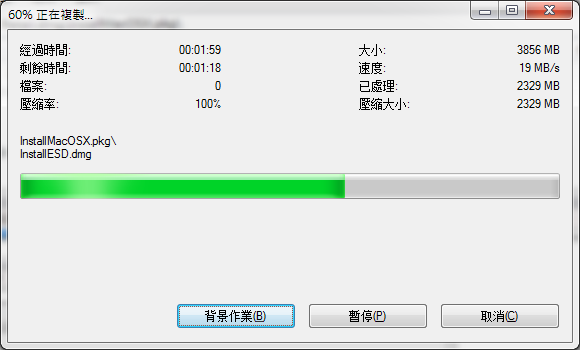 60% 正在複製...
經過時間: 00:01:59 大小: 3856 MB
剩餘時間: 00:01:18 速度: 19 MB/s
檔案: 0 已處理: 2329 MB
壓縮率: 100% 壓縮大小: 2329 MB
InstallMacOSX.pkg\
InstallESD.dmg
背景作業(B) 暫停(P) 取消(C)